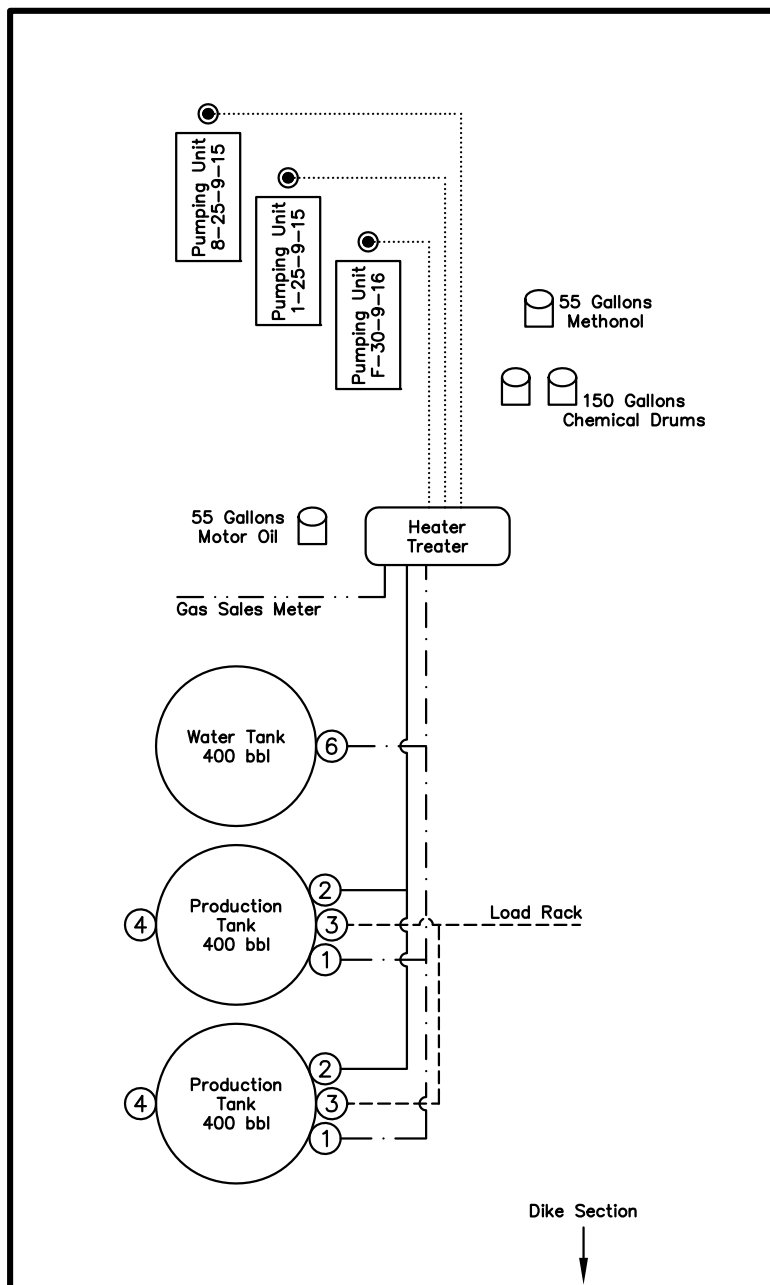 Pumping Unit
8-25-9-15
Pumping Unit
1-25-9-15
Pumping Unit
F-30-9-16
55 Gallons
Methonol
150 Gallons
Chemical Drums
55 Gallons
Motor Oil
Heater
Treater
Gas Sales Meter
Water Tank
400 bbl
6
Production
Tank
400 bbl
4
2
3
1
Load Rack
Production
Tank
400 bbl
4
2
3
1
Dike Section